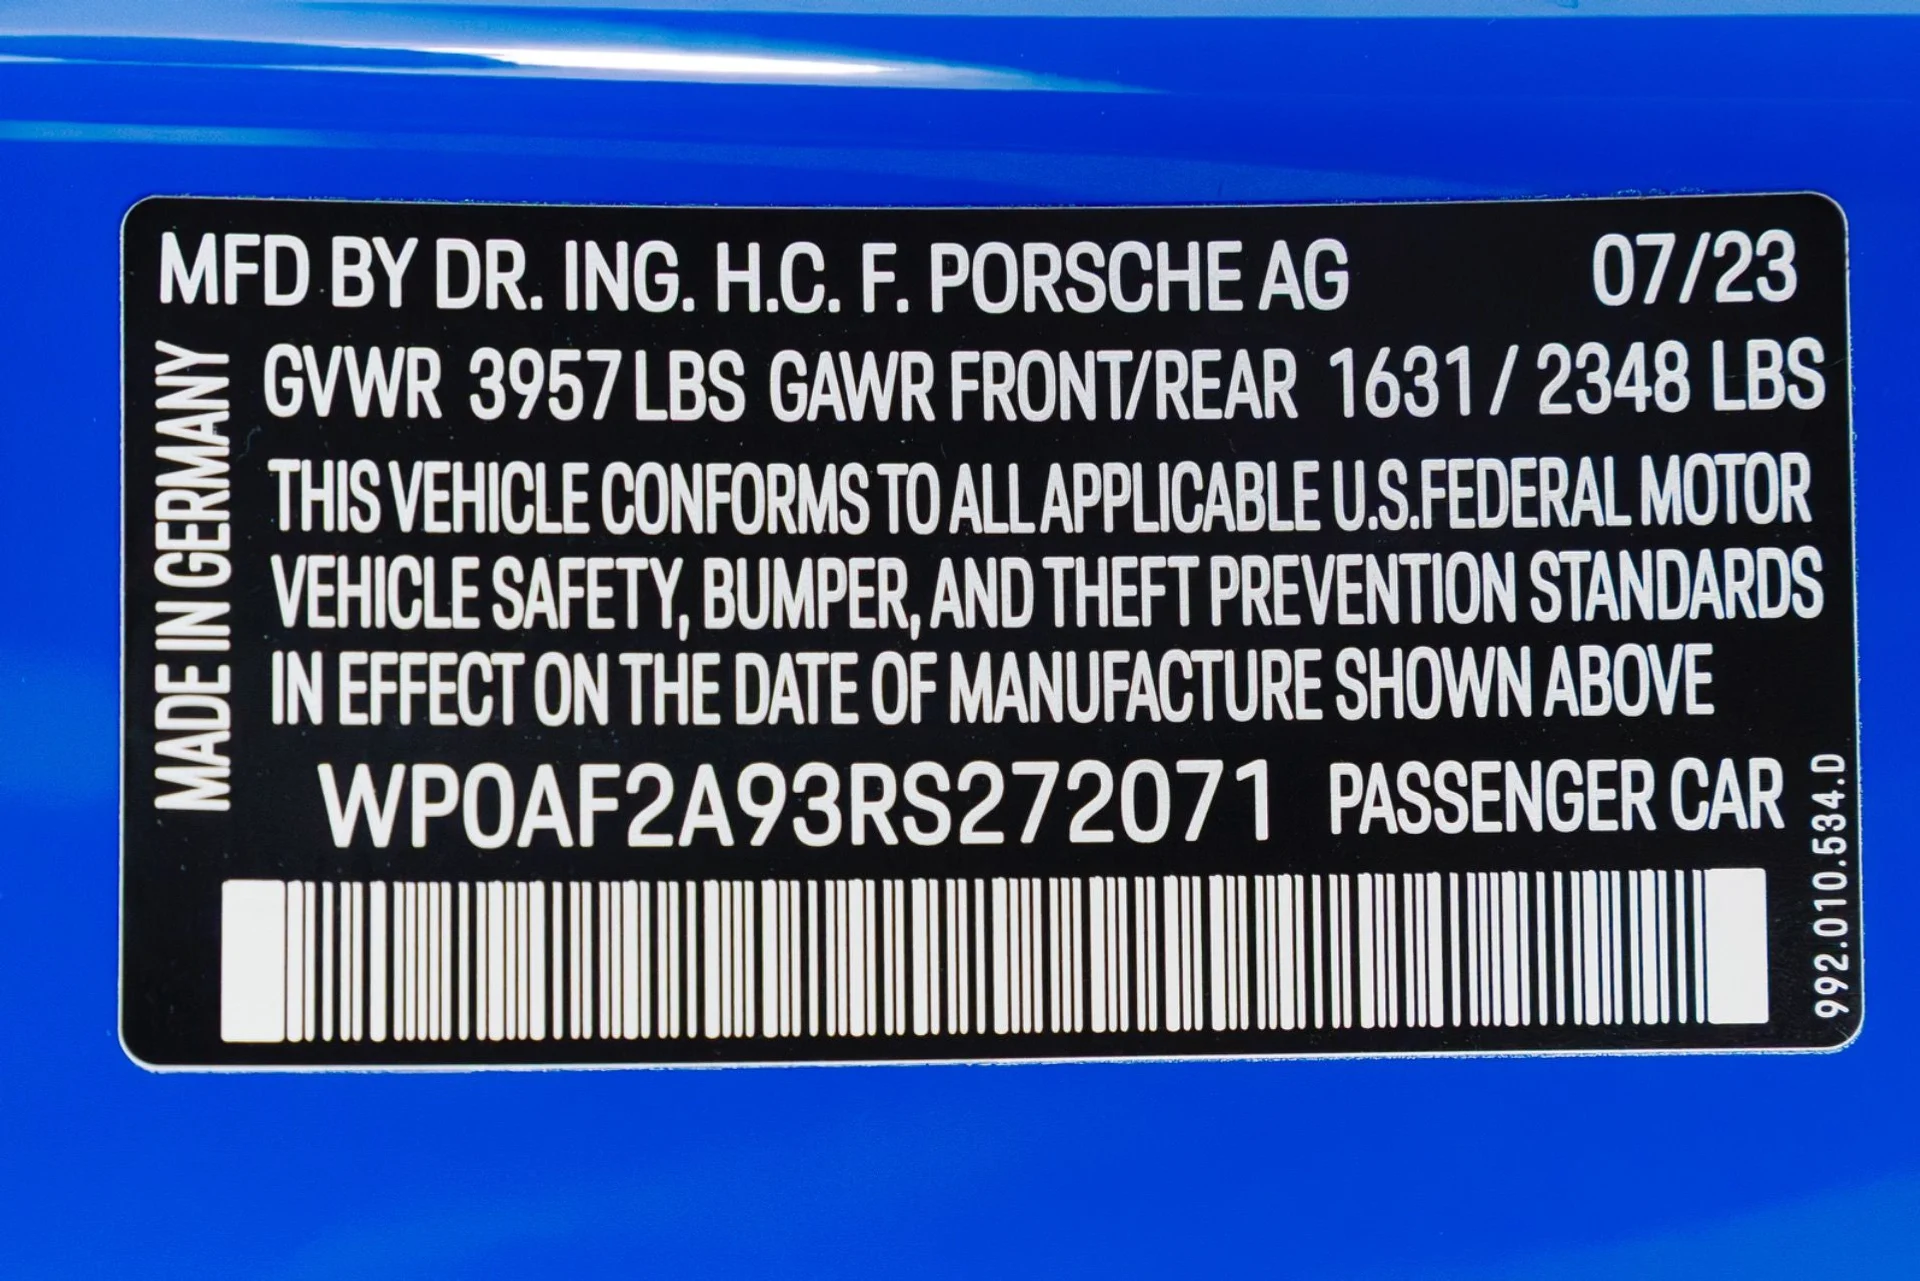 MFD BY DR. ING. H.C. F. PORSCHE AG 07/23
GVWR 3957 LBS GAWR FRONT/REAR 1631 / 2348 LBS
THIS VEHICLE CONFORMS TO ALL APPLICABLE U.S.FEDERAL MOTOR
VEHICLE SAFETY, BUMPER, AND THEFT PREVENTION STANDARDS
IN EFFECT ON THE DATE OF MANUFACTURE SHOWN ABOVE
WP0AF2A93RS272071 PASSENGER CAR
MADE IN GERMANY
992.010.534.D